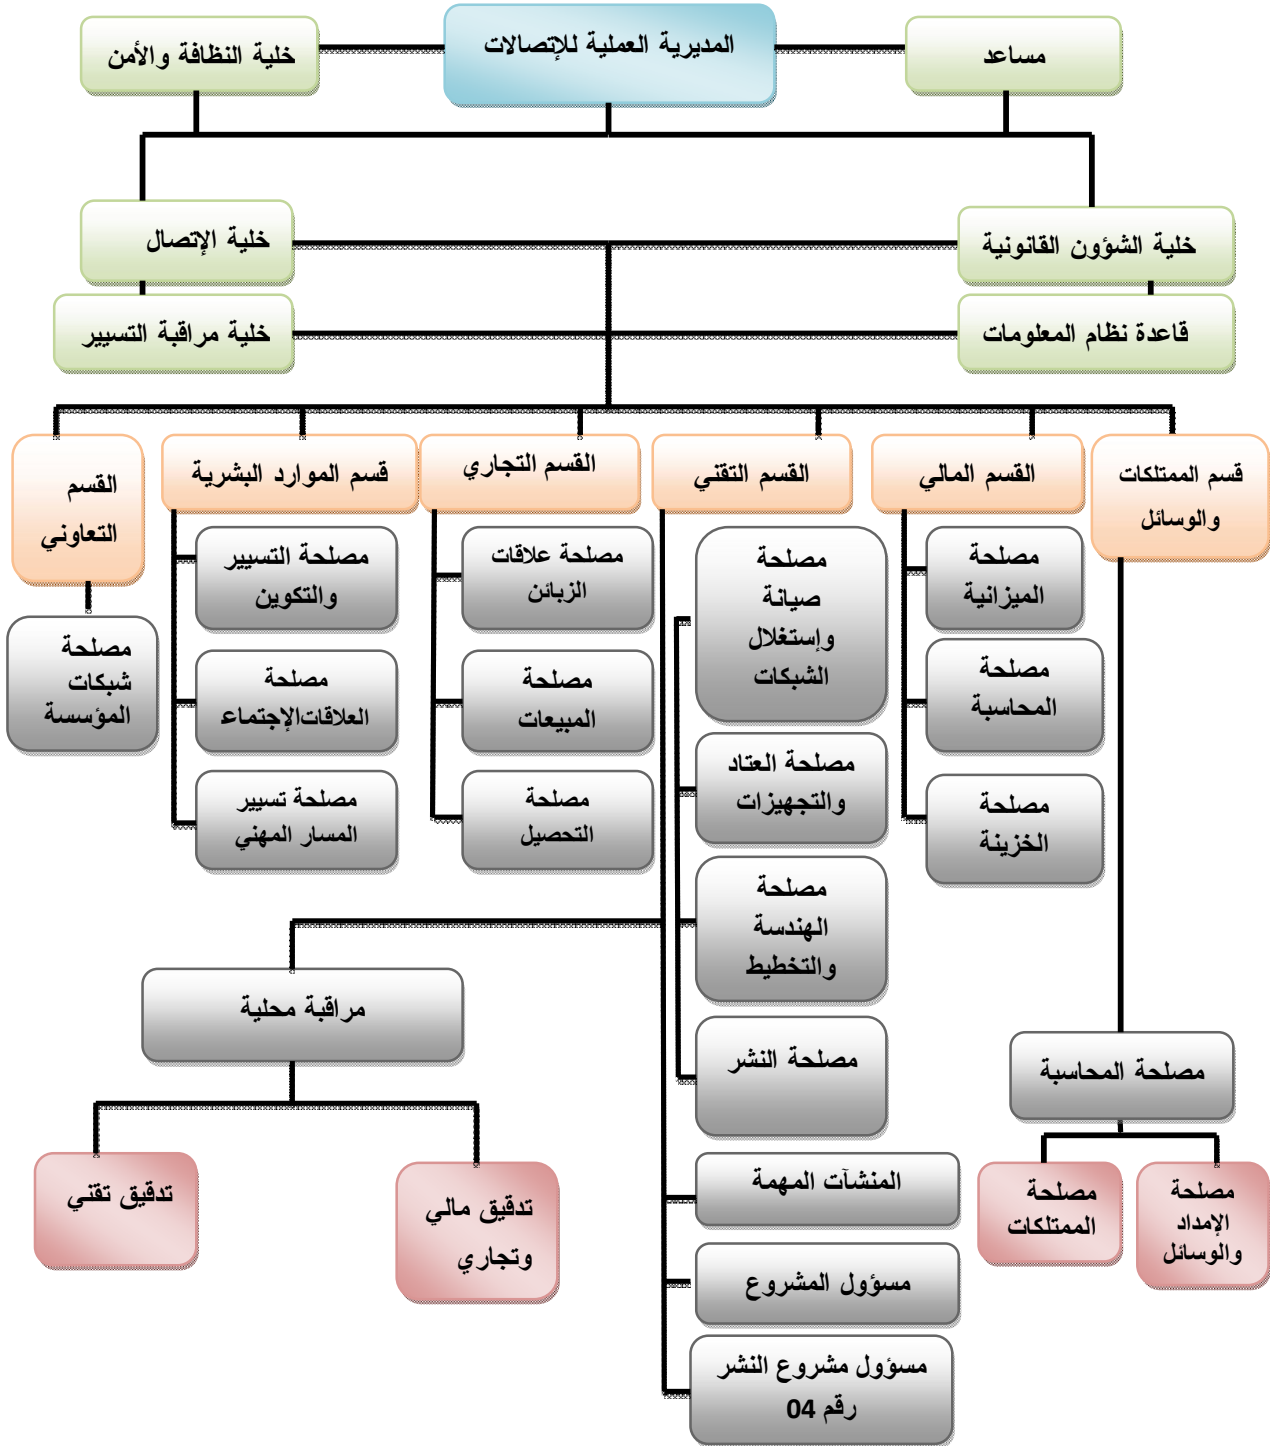 المديرية العملية للإتصالات
مساعد
خلية النظافة والأمن
خلية الشؤون القانونية
خلية الإتصال
قاعدة نظام المعلومات
خلية مراقبة التسيير
قسم الممتلكات
والوسائل
القسم المالي
القسم التقني
القسم التجاري
قسم الموارد البشرية
القسم
التعاوني
مصلحة
الميزانية
مصلحة
المحاسبة
مصلحة
الخزينة
مصلحة
صيانة
وإستغلال
الشبكات
مصلحة العتاد
والتجهيزات
مصلحة
الهندسة
والتخطيط
مصلحة النشر
المنشآت المهمة
مسؤول المشروع
مسؤول مشروع النشر
رقم 04
مصلحة علاقات
الزبائن
مصلحة
المبيعات
مصلحة
التحصيل
مصلحة التسيير
والتكوين
مصلحة
العلاقات الإجتماع
مصلحة تسيير
المسار المهني
مصلحة
شبكات
المؤسسة
مصلحة المحاسبة
مصلحة
الإمداد
والوسائل
مصلحة
الممتلكات
مراقبة محلية
تدقيق مالي
وتجاري
تدقيق تقني